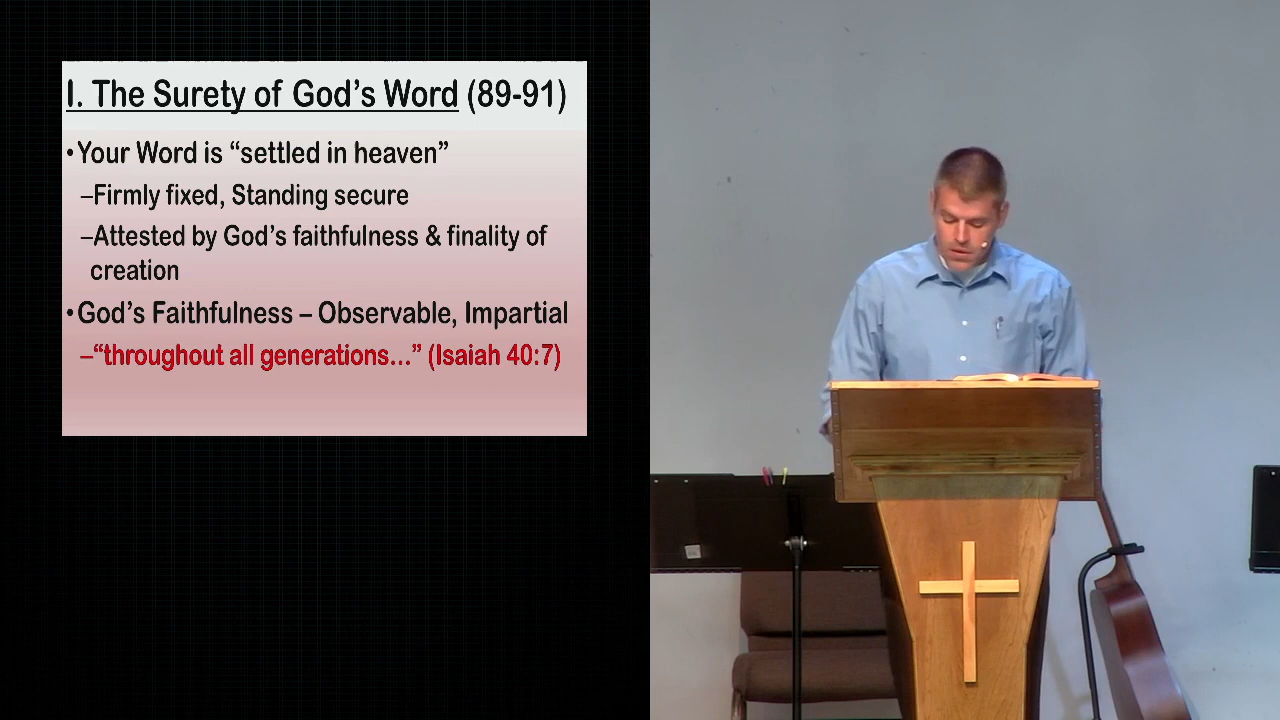 I. The Surety of God’s Word (89-91)
•Your Word is “settled in heaven”
–Firmly fixed, Standing secure
–Attested by God’s faithfulness & finality of
creation
•God’s Faithfulness – Observable, Impartial
–“throughout all generations…” (Isaiah 40:7)